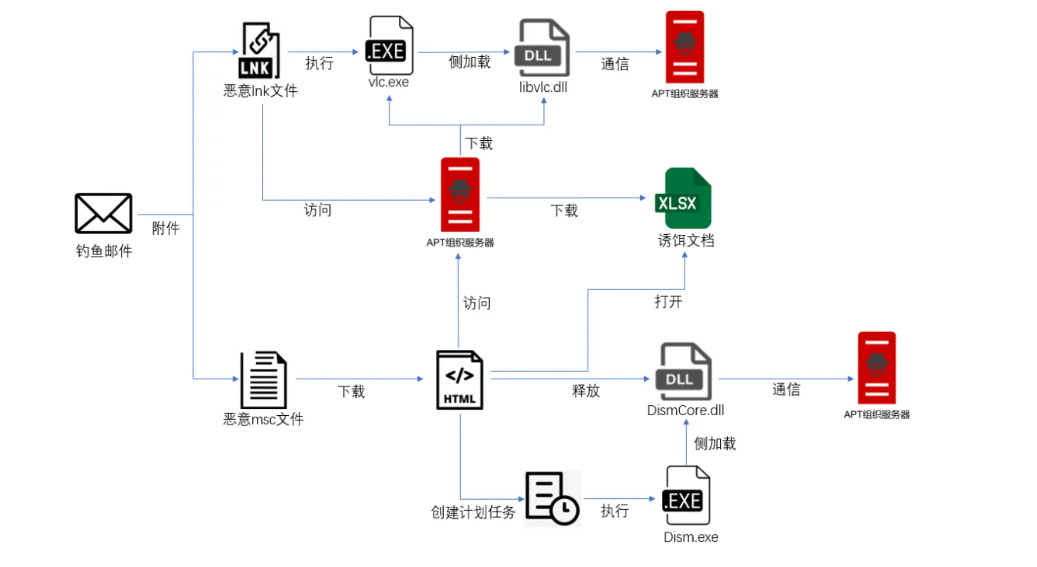 LNK
恶意lnk文件
执行
.EXE
vlc.exe
侧加载
DLL
libvlc.dll
通信
APT组织服务器
下载
访问
APT组织服务器
下载
XLSX
诱饵文档
钓鱼邮件
附件
访问
打开
恶意msc文件
下载
</>
HTML
释放
DLL
DismCore.dll
通信
APT组织服务器
侧加载
创建计划任务
执行
.EXE
Dism.exe